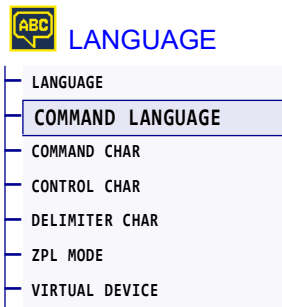 ABC
LANGUAGE
LANGUAGE
COMMAND LANGUAGE
COMMAND CHAR
CONTROL CHAR
DELIMITER CHAR
ZPL MODE
VIRTUAL DEVICE